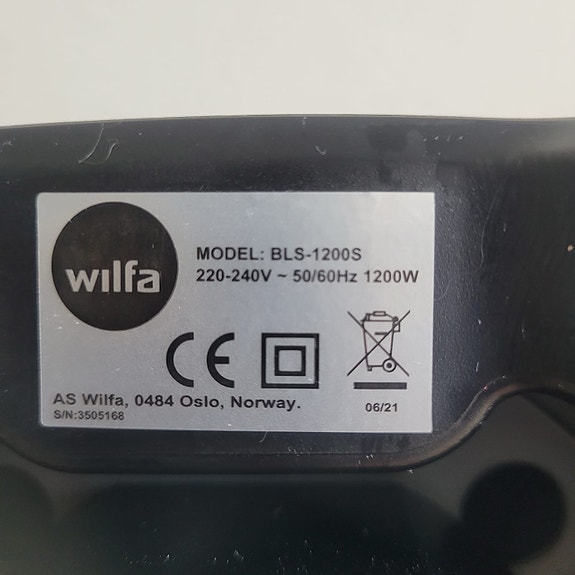 wilfa
MODEL: BLS-1200S
220-240V ~ 50/60Hz 1200W
CE
AS Wilfa, 0484 Oslo, Norway.
S/N:3505168
06/21